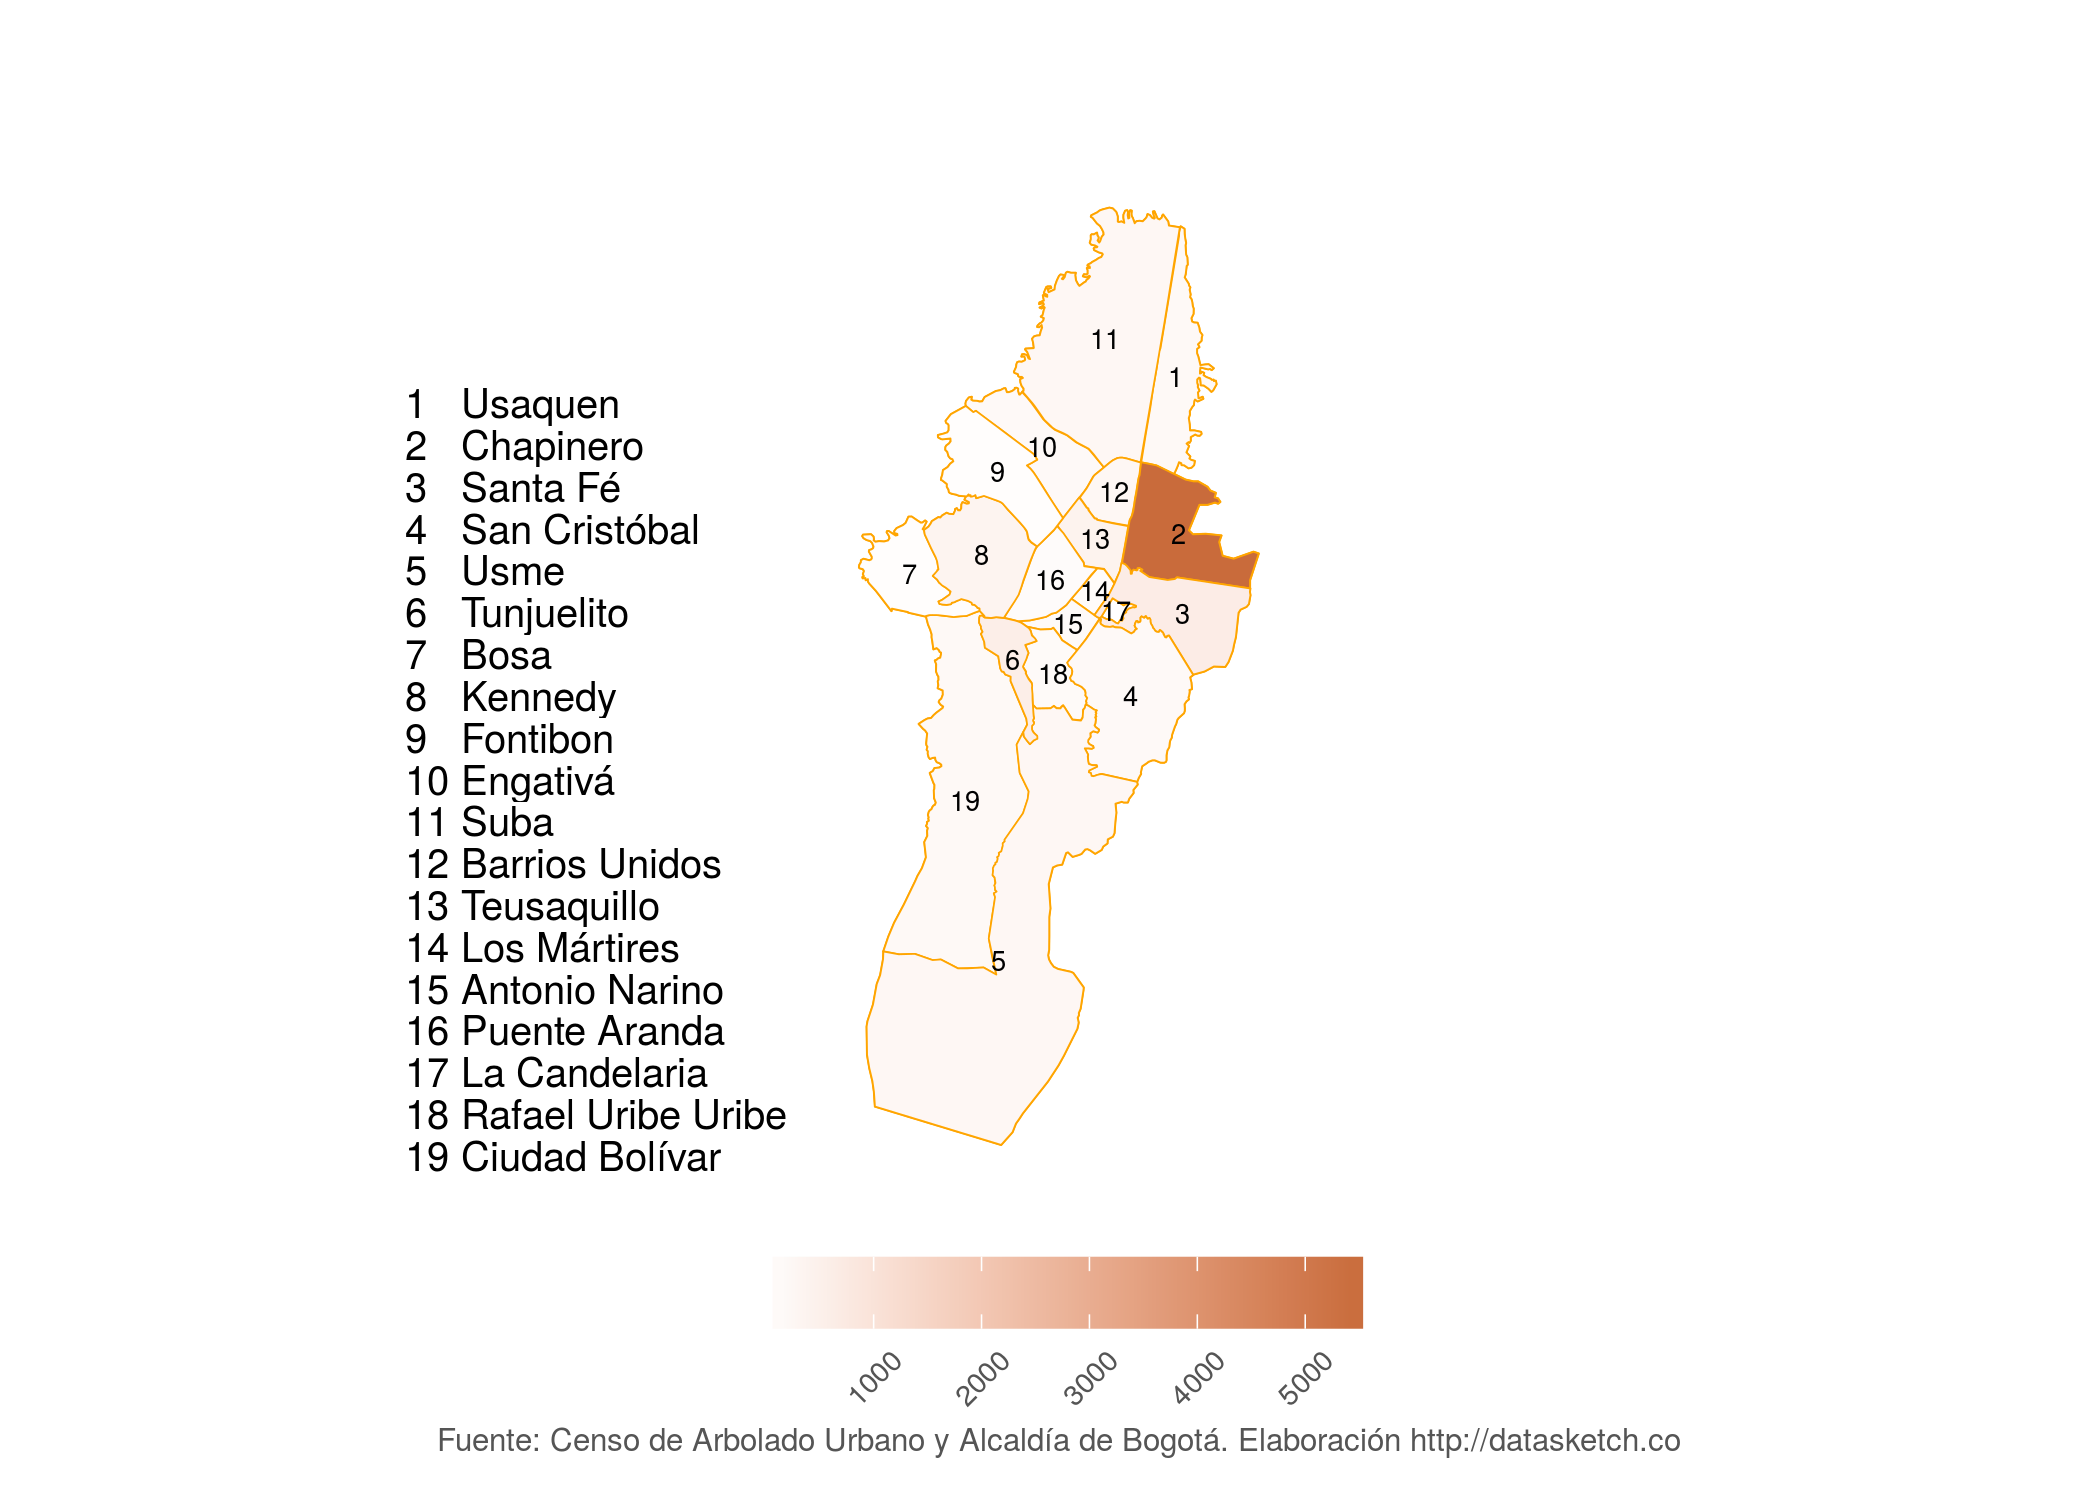 11
1
10
9
12
2
13
8
7
16
14
17
3
15
6
18
4
19
5
1 Usaquen
2 Chapinero
3 Santa Fé
4 San Cristóbal
5 Usme
6 Tunjuelito
7 Bosa
8 Kennedy
9 Fontibon
10 Engativá
11 Suba
12 Barrios Unidos
13 Teusaquillo
14 Los Mártires
15 Antonio Narino
16 Puente Aranda
17 La Candelaria
18 Rafael Uribe Uribe
19 Ciudad Bolívar
1000
2000
3000
4000
5000
Fuente: Censo de Arbolado Urbano y Alcaldía de Bogotá. Elaboración http://datasketch.co